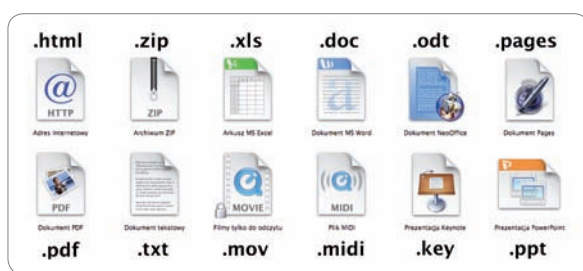 .html .zip .xls .doc .odt .pages
HTTP ZIP
Adres internetowy Archiwum ZIP Arkusz MS Excel Dokument MS Word Dokument NeoOffice Dokument Pages
PDF MOVIE MIDI
Dokument PDF Dokument tekstowy Filmy tylko do odczytu Plik MIDI Prezentacja Keynote Prezentacja PowerPoint
.pdf .txt .mov .midi .key .ppt